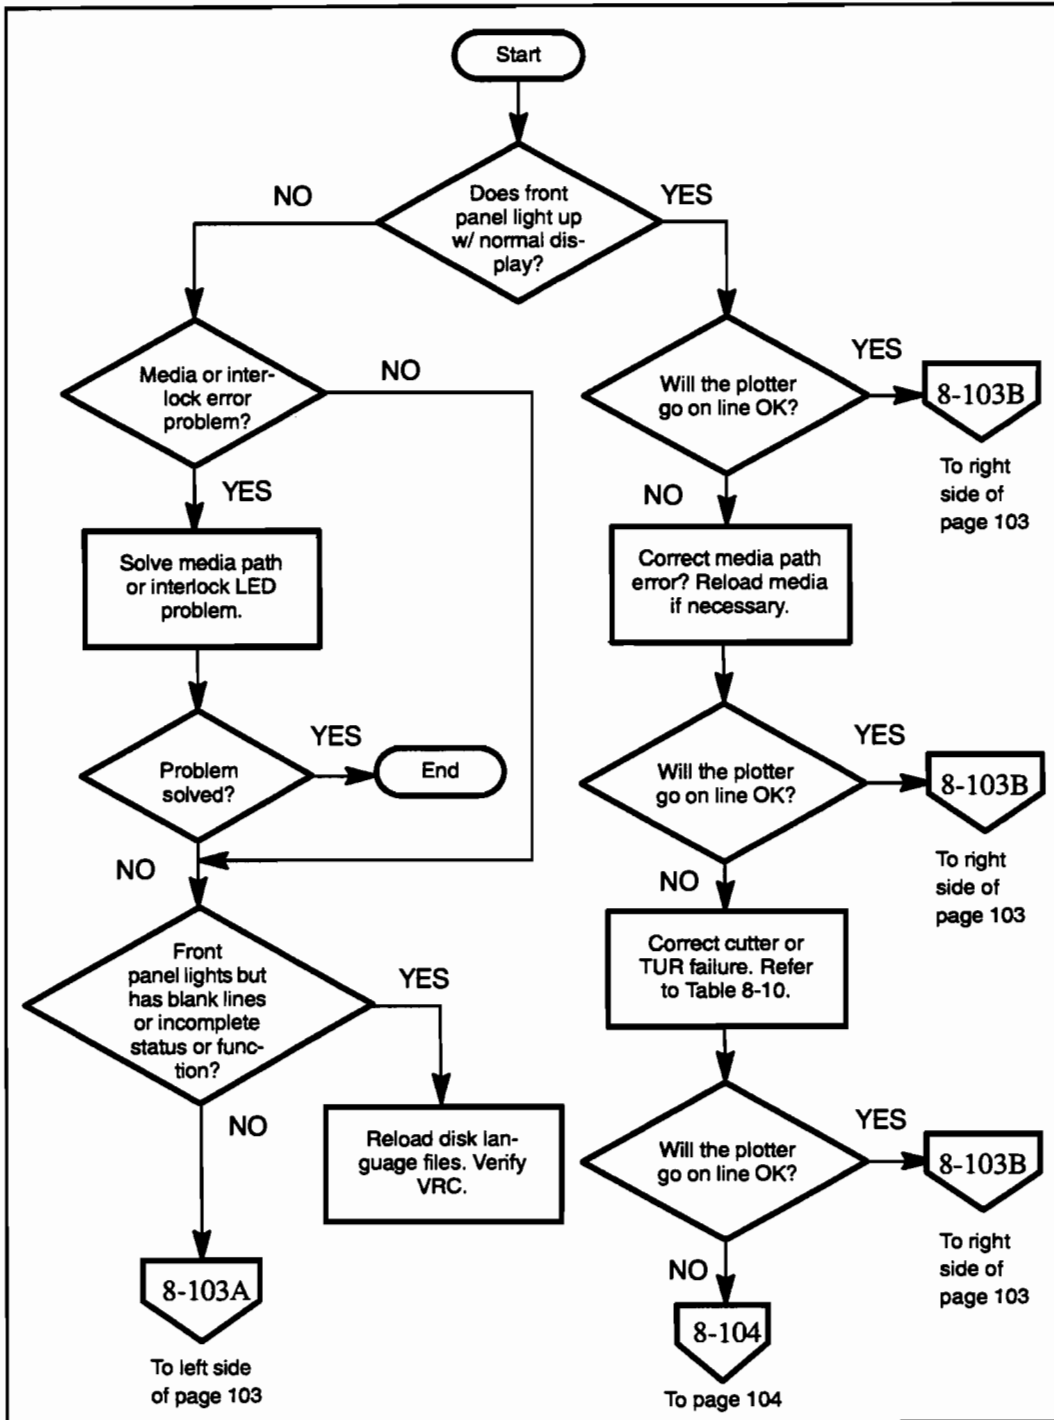 Start
Does front
panel light up
w/ normal dis-
play?
NO
YES
Media or inter-
lock error
problem?
NO
YES
Solve media path
or interlock LED
problem.
Problem
solved?
YES
End
NO
Front
panel lights but
has blank lines
or incomplete
status or func-
tion?
YES
Reload disk lan-
guage files. Verify
VRC.
NO
8-103A
To left side
of page 103
Will the plotter
go on line OK?
YES
8-103B
To right
side of
page 103
NO
Correct media path
error? Reload media
if necessary.
Will the plotter
go on line OK?
YES
8-103B
To right
side of
page 103
NO
Correct cutter or
TUR failure. Refer
to Table 8-10.
Will the plotter
go on line OK?
YES
8-103B
To right
side of
page 103
NO
8-104
To page 104